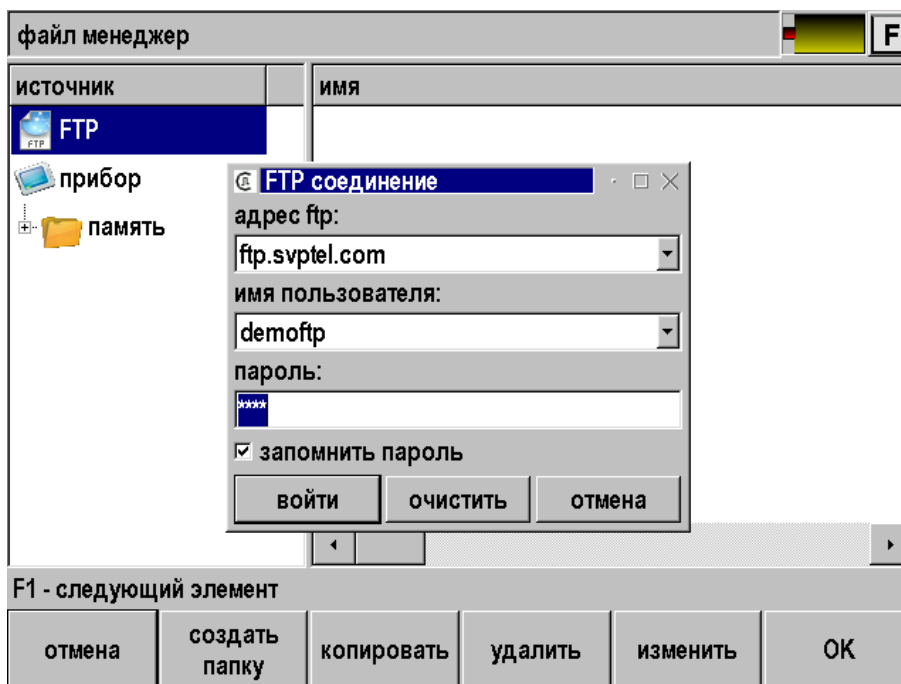 файл менеджер
F
источник
имя
FTP
FTP
прибор
память
FTP соединение
адрес ftp:
ftp.svptel.com
имя пользователя:
demoftp
пароль:
****
запомнить пароль
войти
очистить
отмена
F1 - следующий элемент
отмена
создать
папку
копировать
удалить
изменить
OK